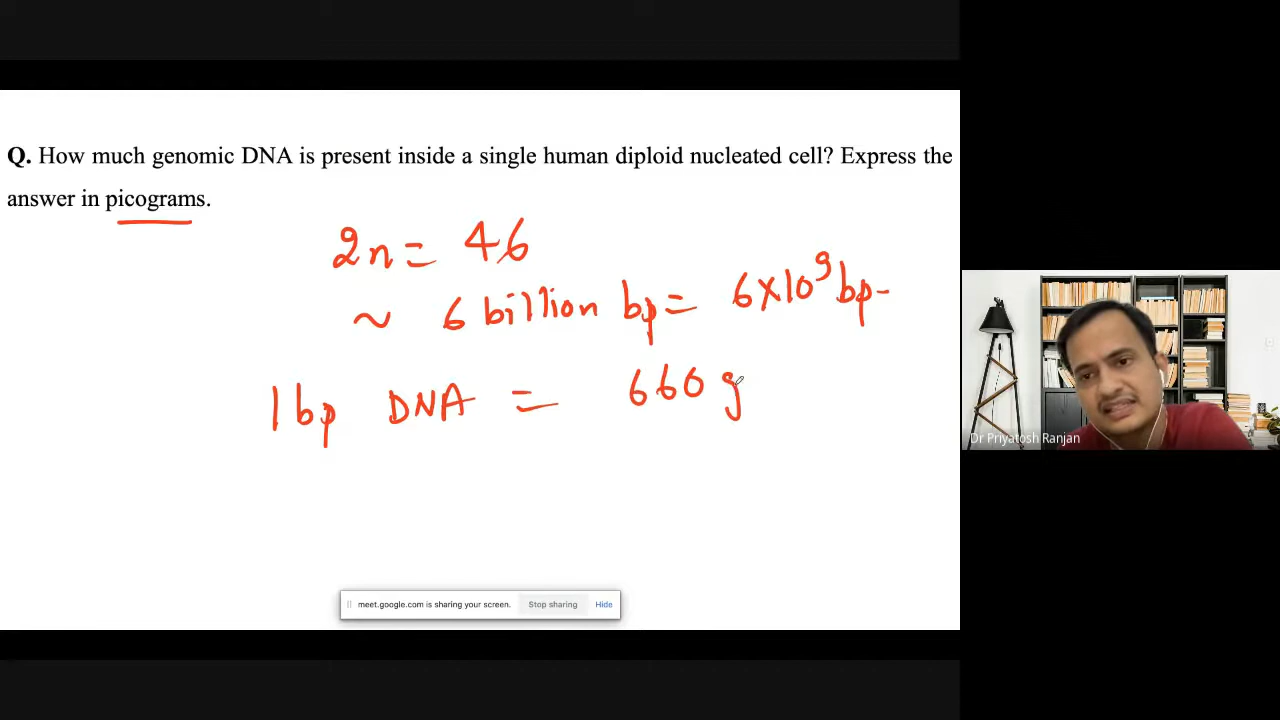 Q. How much genomic DNA is present inside a single human diploid nucleated cell? Express the
answer in picograms.
2n = 46
~ 6 billion bp = 6×10⁹ bp-
1 bp DNA = 660 g
Dr Priyatosh Ranjan
meet.google.com is sharing your screen. Stop sharing Hide